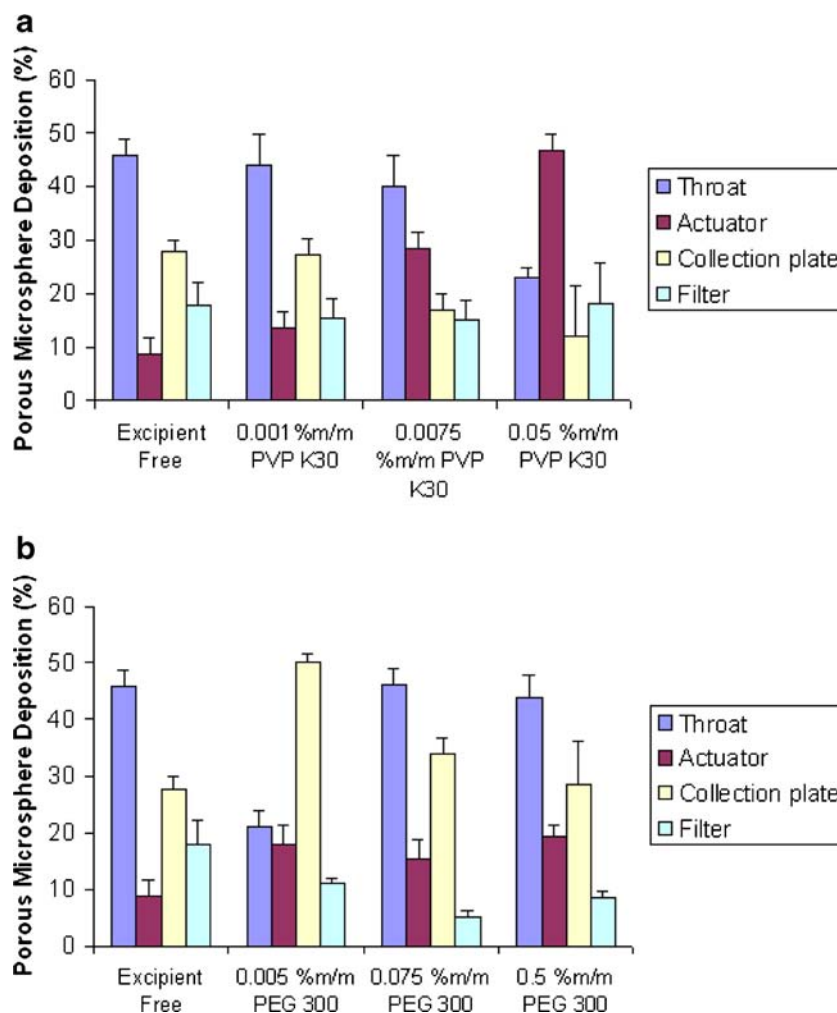 a
Porous Microsphere Deposition (%)
60
50
40
30
20
10
0
Excipient
Free
0.001 %m/m
PVP K30
0.0075
%m/m PVP
K30
0.05 %m/m
PVP K30
Throat
Actuator
Collection plate
Filter
b
Porous Microsphere Deposition (%)
60
50
40
30
20
10
0
Excipient
Free
0.005 %m/m
PEG 300
0.075 %m/m
PEG 300
0.5 %m/m
PEG 300
Throat
Actuator
Collection plate
Filter